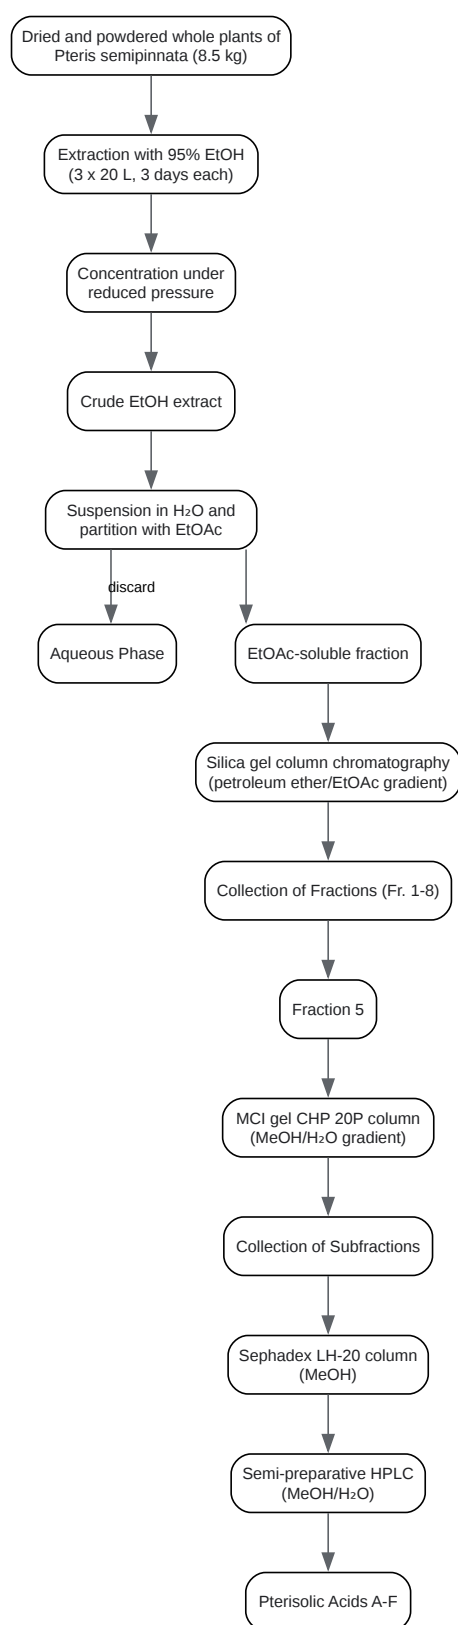 Dried and powdered whole plants of
Pteris semipinnata (8.5 kg)
Extraction with 95% EtOH
(3 x 20 L, 3 days each)
Concentration under
reduced pressure
Crude EtOH extract
Suspension in H₂O and
partition with EtOAc
discard
Aqueous Phase
EtOAc-soluble fraction
Silica gel column chromatography
(petroleum ether/EtOAc gradient)
Collection of Fractions (Fr. 1-8)
Fraction 5
MCI gel CHP 20P column
(MeOH/H₂O gradient)
Collection of Subfractions
Sephadex LH-20 column
(MeOH)
Semi-preparative HPLC
(MeOH/H₂O)
Pterisolic Acids A-F